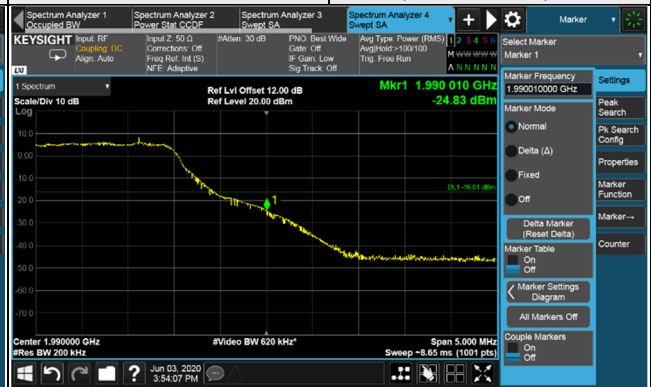 Spectrum Analyzer 1
Occupied BW
Spectrum Analyzer 2
Power Stat CCDF
Spectrum Analyzer 3
Swept SA
Spectrum Analyzer 4
Swept SA
Marker
KEYSIGHT
Input: RF
Coupling: DC
Align: Auto
Input Z: 50 Ω
Corrections: Off
Freq Ref: Int (S)
NFE: Adaptive
#Atten: 30 dB
PNO: Best Wide
Gate: Off
IF Gain: Low
Sig Track: Off
Avg Type: Power (RMS)
Avg|Hold:>100/100
Trig: Free Run
1 2 3 4 5 6
M W W W W W
A N N N N N
LXI
Select Marker
Marker 1
1 Spectrum
Scale/Div 10 dB
Log
Ref Lvl Offset 12.00 dB
Ref Level 20.00 dBm
Mkr1 1.990 010 GHz
-24.83 dBm
10.0
0.00
-10.0
-20.0
-30.0
-40.0
-50.0
-60.0
-70.0
DL1 -16.01 dBm
1
Center 1.990000 GHz
#Res BW 200 kHz
#Video BW 620 kHz*
Span 5.000 MHz
Sweep ~8.65 ms (1001 pts)
Marker Frequency
1.990010000 GHz
Marker Mode
Normal
Delta (Δ)
Fixed
Off
Delta Marker
(Reset Delta)
Marker Table
On
Off
Marker Settings
Diagram
All Markers Off
Couple Markers
On
Off
Settings
Peak
Search
Pk Search
Config
Properties
Marker
Function
Marker→
Counter
Jun 03, 2020
3:54:07 PM